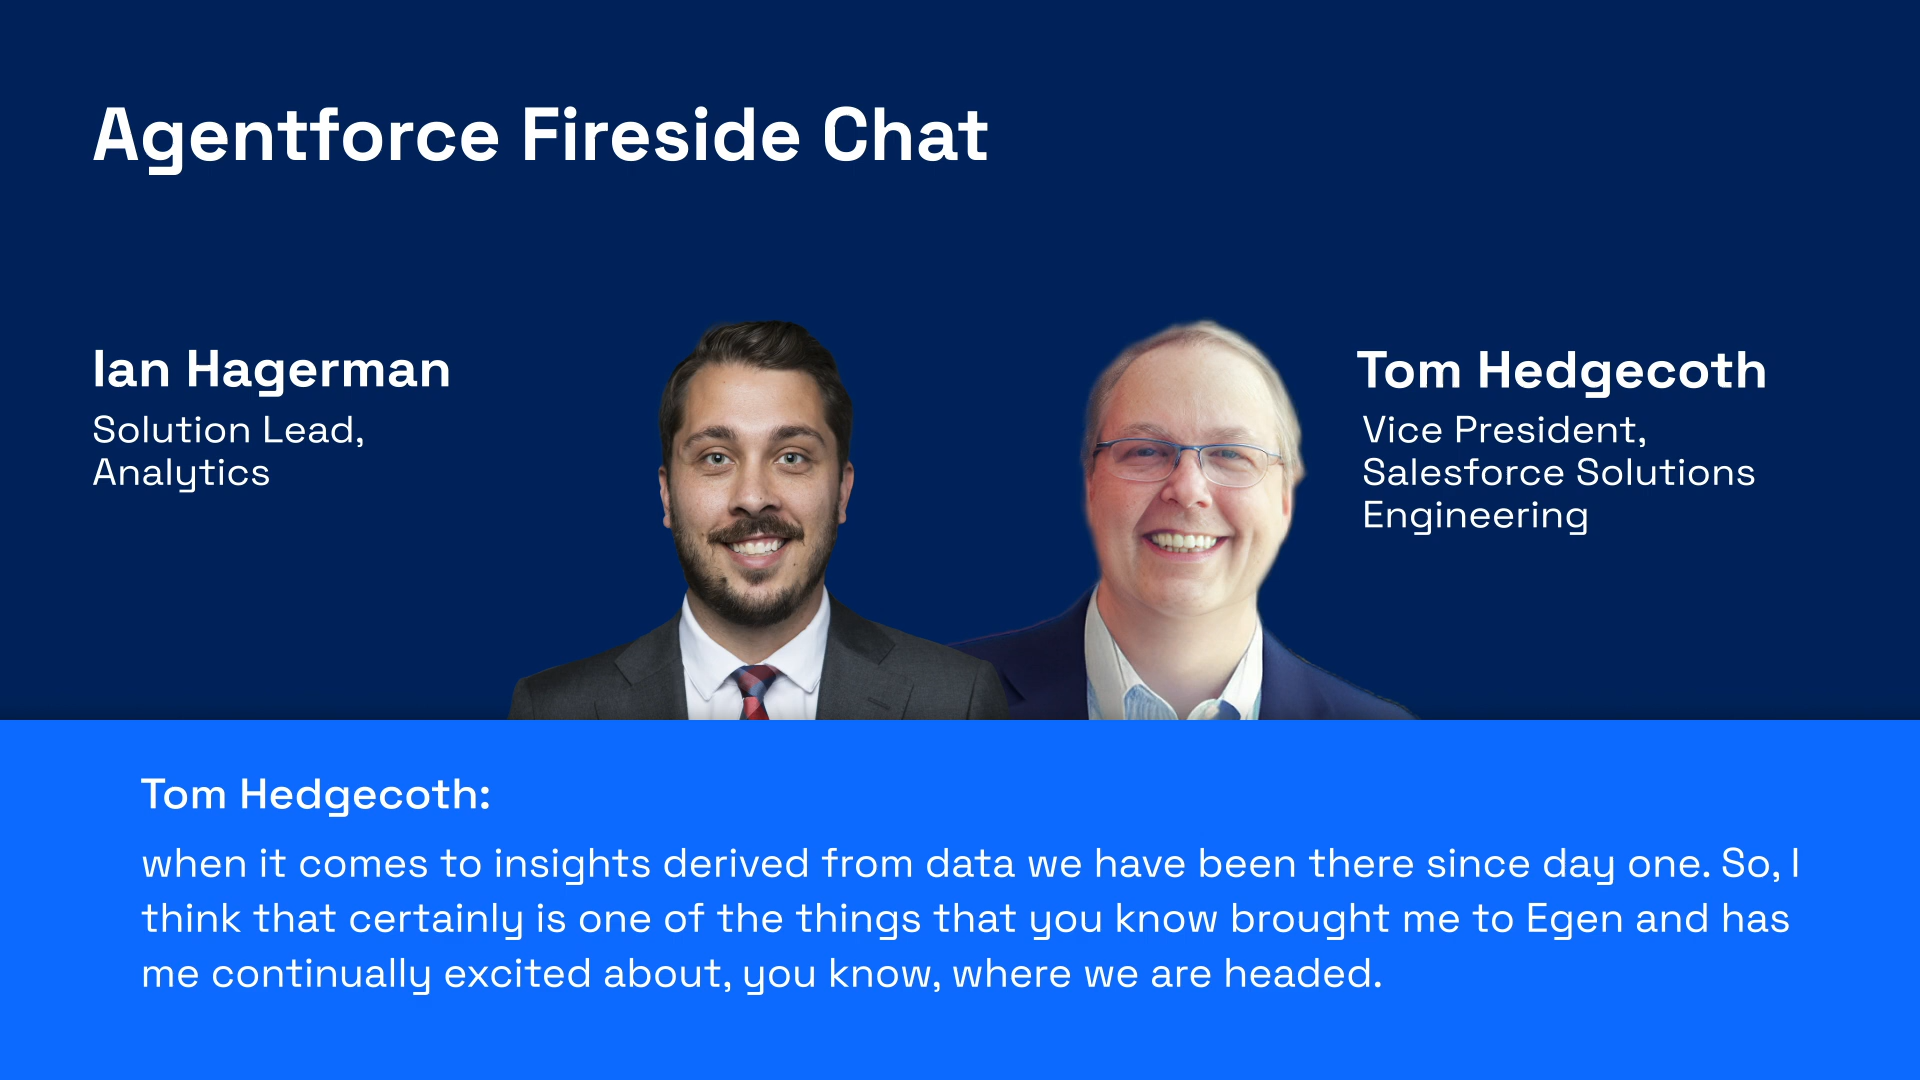 Agentforce Fireside Chat
Ian Hagerman
Solution Lead,
Analytics
Tom Hedgecoth
Vice President,
Salesforce Solutions
Engineering
Tom Hedgecoth:
when it comes to insights derived from data we have been there since day one. So, I
think that certainly is one of the things that you know brought me to Egen and has
me continually excited about, you know, where we are headed.